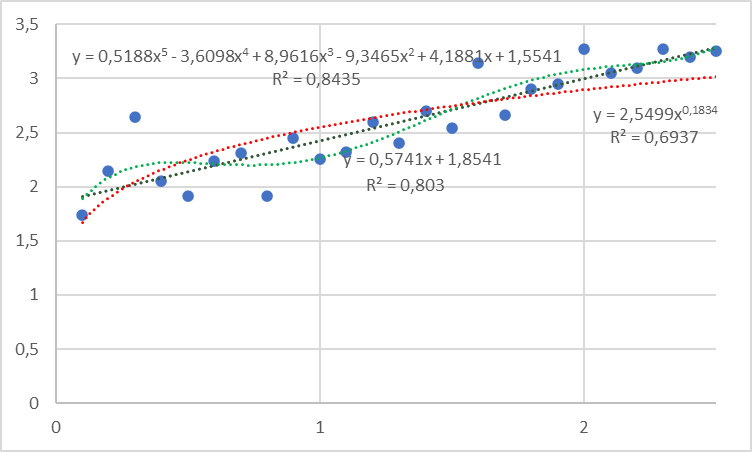 3,5
y = 0,5188x⁵ - 3,6098x⁴ + 8,9616x³ - 9,3465x² + 4,1881x + 1,5541
R² = 0,8435
3
y = 2,5499x⁰,¹⁸³⁴
R² = 0,6937
2,5
y = 0,5741x + 1,8541
R² = 0,803
2
1,5
1
0,5
0
0
1
2